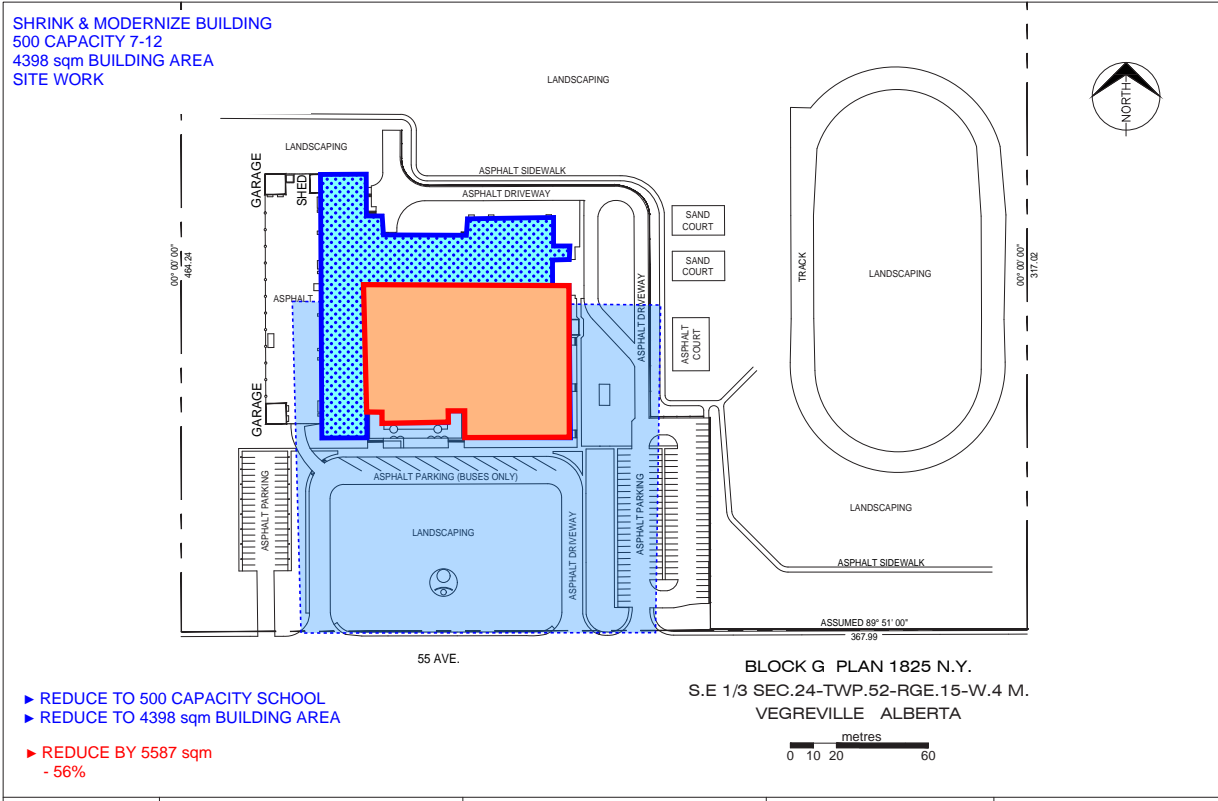 SHRINK & MODERNIZE BUILDING
500 CAPACITY 7-12
4398 sqm BUILDING AREA
SITE WORK
LANDSCAPING
NORTH
LANDSCAPING
GARAGE
SHED
ASPHALT SIDEWALK
ASPHALT DRIVEWAY
SAND
COURT
SAND
COURT
00° 00' 00"
464.24
TRACK
LANDSCAPING
00° 00' 00"
317.02
ASPHALT
ASPHALT DRIVEWAY
ASPHALT
COURT
GARAGE
ASPHALT PARKING (BUSES ONLY)
ASPHALT PARKING
LANDSCAPING
ASPHALT DRIVEWAY
ASPHALT PARKING
LANDSCAPING
ASPHALT SIDEWALK
ASSUMED 89° 51' 00"
367.99
55 AVE.
BLOCK G PLAN 1825 N.Y.
S.E 1/3 SEC.24-TWP.52-RGE.15-W.4 M.
VEGREVILLE ALBERTA
metres
0 10 20 60
► REDUCE TO 500 CAPACITY SCHOOL
► REDUCE TO 4398 sqm BUILDING AREA
► REDUCE BY 5587 sqm
- 56%